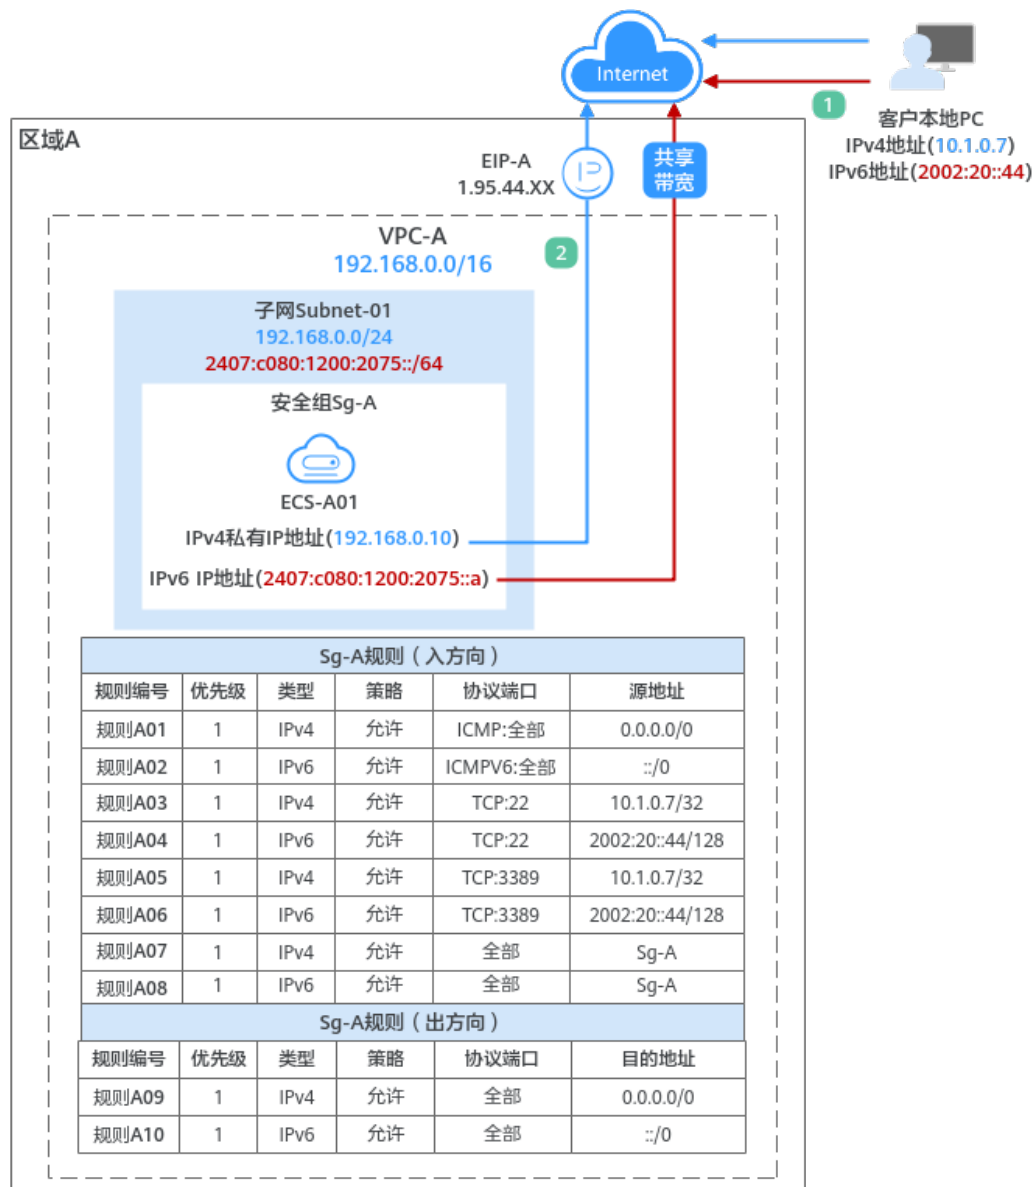 Internet
1
客户本地PC
IPv4地址(10.1.0.7)
IPv6地址(2002:20::44)
区域A
EIP-A
1.95.44.XX
共享
带宽
VPC-A
192.168.0.0/16
2
子网Subnet-01
192.168.0.0/24
2407:c080:1200:2075::/64
安全组Sg-A
ECS-A01
IPv4私有IP地址(192.168.0.10)
IPv6 IP地址(2407:c080:1200:2075::a)
Sg-A规则（入方向）
规则编号 优先级 类型 策略 协议端口 源地址
规则A01 1 IPv4 允许 ICMP:全部 0.0.0.0/0
规则A02 1 IPv6 允许 ICMPV6:全部 ::/0
规则A03 1 IPv4 允许 TCP:22 10.1.0.7/32
规则A04 1 IPv6 允许 TCP:22 2002:20::44/128
规则A05 1 IPv4 允许 TCP:3389 10.1.0.7/32
规则A06 1 IPv6 允许 TCP:3389 2002:20::44/128
规则A07 1 IPv4 允许 全部 Sg-A
规则A08 1 IPv6 允许 全部 Sg-A
Sg-A规则（出方向）
规则编号 优先级 类型 策略 协议端口 目的地址
规则A09 1 IPv4 允许 全部 0.0.0.0/0
规则A10 1 IPv6 允许 全部 ::/0